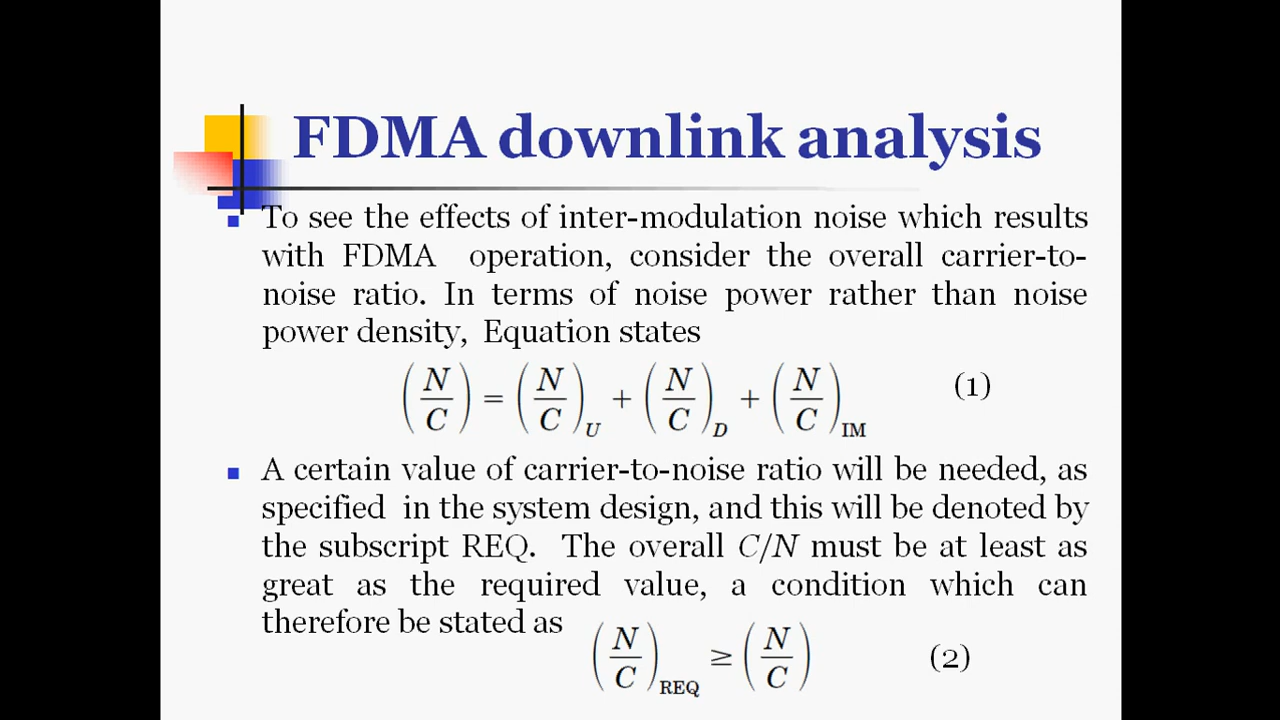 FDMA downlink analysis
To see the effects of inter-modulation noise which results
with FDMA operation, consider the overall carrier-to-
noise ratio. In terms of noise power rather than noise
power density, Equation states
(N/C) = (N/C)_U + (N/C)_D + (N/C)_IM (1)
A certain value of carrier-to-noise ratio will be needed, as
specified in the system design, and this will be denoted by
the subscript REQ. The overall C/N must be at least as
great as the required value, a condition which can
therefore be stated as
(N/C)_REQ ≥ (N/C) (2)